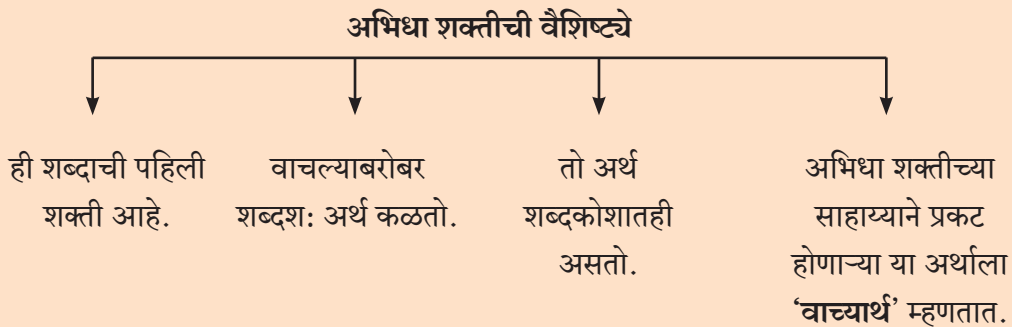 अभिधा शक्तीची वैशिष्ट्ये
ही शब्दाची पहिली
शक्ती आहे.
वाचल्याबरोबर
शब्दश: अर्थ कळतो.
तो अर्थ
शब्दकोशातही
असतो.
अभिधा शक्तीच्या
साहाय्याने प्रकट
होणाऱ्या या अर्थाला
‘वाच्यार्थ’ म्हणतात.